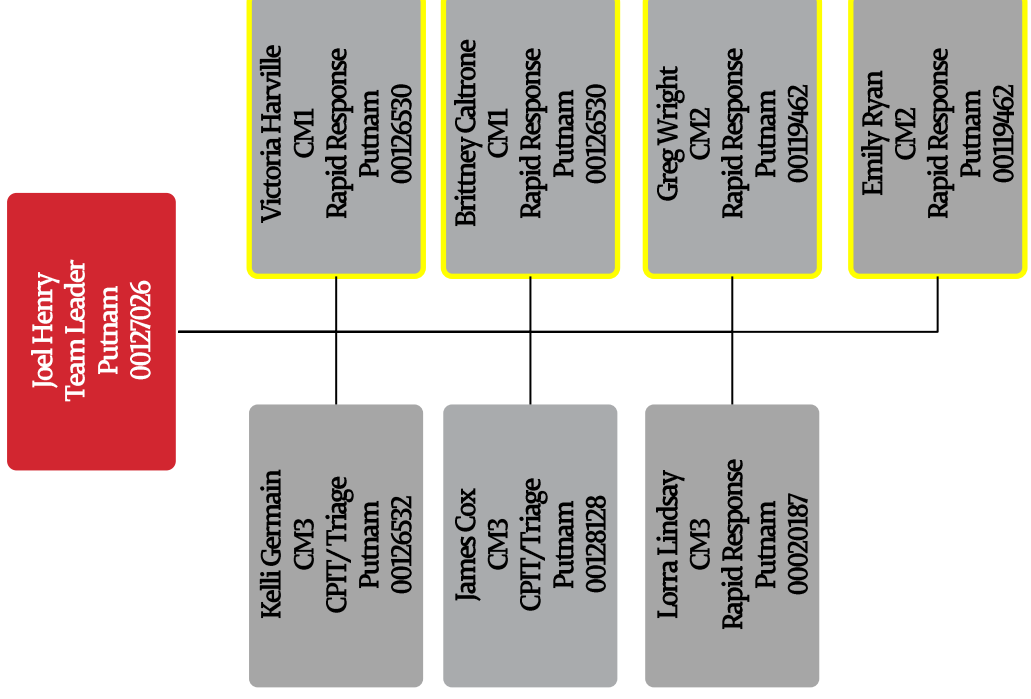 Joel Henry
Team Leader
Putnam
00127026
Kelli Germain
CM3
CPIT/Triage
Putnam
00126532
Victoria Harville
CM1
Rapid Response
Putnam
00126530
James Cox
CM3
CPIT/Triage
Putnam
00128128
Brittney Caltrone
CM1
Rapid Response
Putnam
00126530
Lorra Lindsay
CM3
Rapid Response
Putnam
00020187
Greg Wright
CM2
Rapid Response
Putnam
00119462
Emily Ryan
CM2
Rapid Response
Putnam
00119462